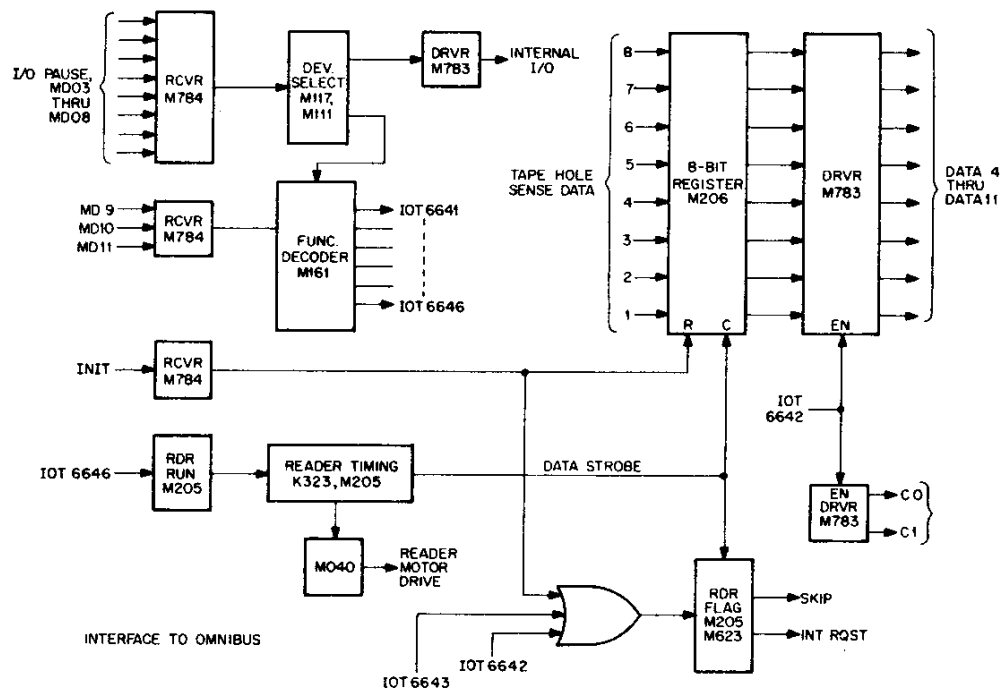 I/O PAUSE,
MD03
THRU
MD08
RCVR
M784
DEV.
SELECT
M117,
M111
DRVR
M783
INTERNAL
I/O
MD 9
MD10
MD11
RCVR
M784
FUNC.
DECODER
M161
IOT 6641
IOT 6646
TAPE HOLE
SENSE DATA
8
7
6
5
4
3
2
1
8-BIT
REGISTER
M206
R C
DRVR
M783
EN
DATA 4
THRU
DATA 11
INIT
RCVR
M784
IOT
6642
IOT 6646
RDR
RUN
M205
READER TIMING
K323, M205
DATA STROBE
EN
DRVR
M783
C0
C1
M040
READER
MOTOR
DRIVE
RDR
FLAG
M205
M623
SKIP
INT RQST
INTERFACE TO OMNIBUS
IOT 6642
IOT 6643